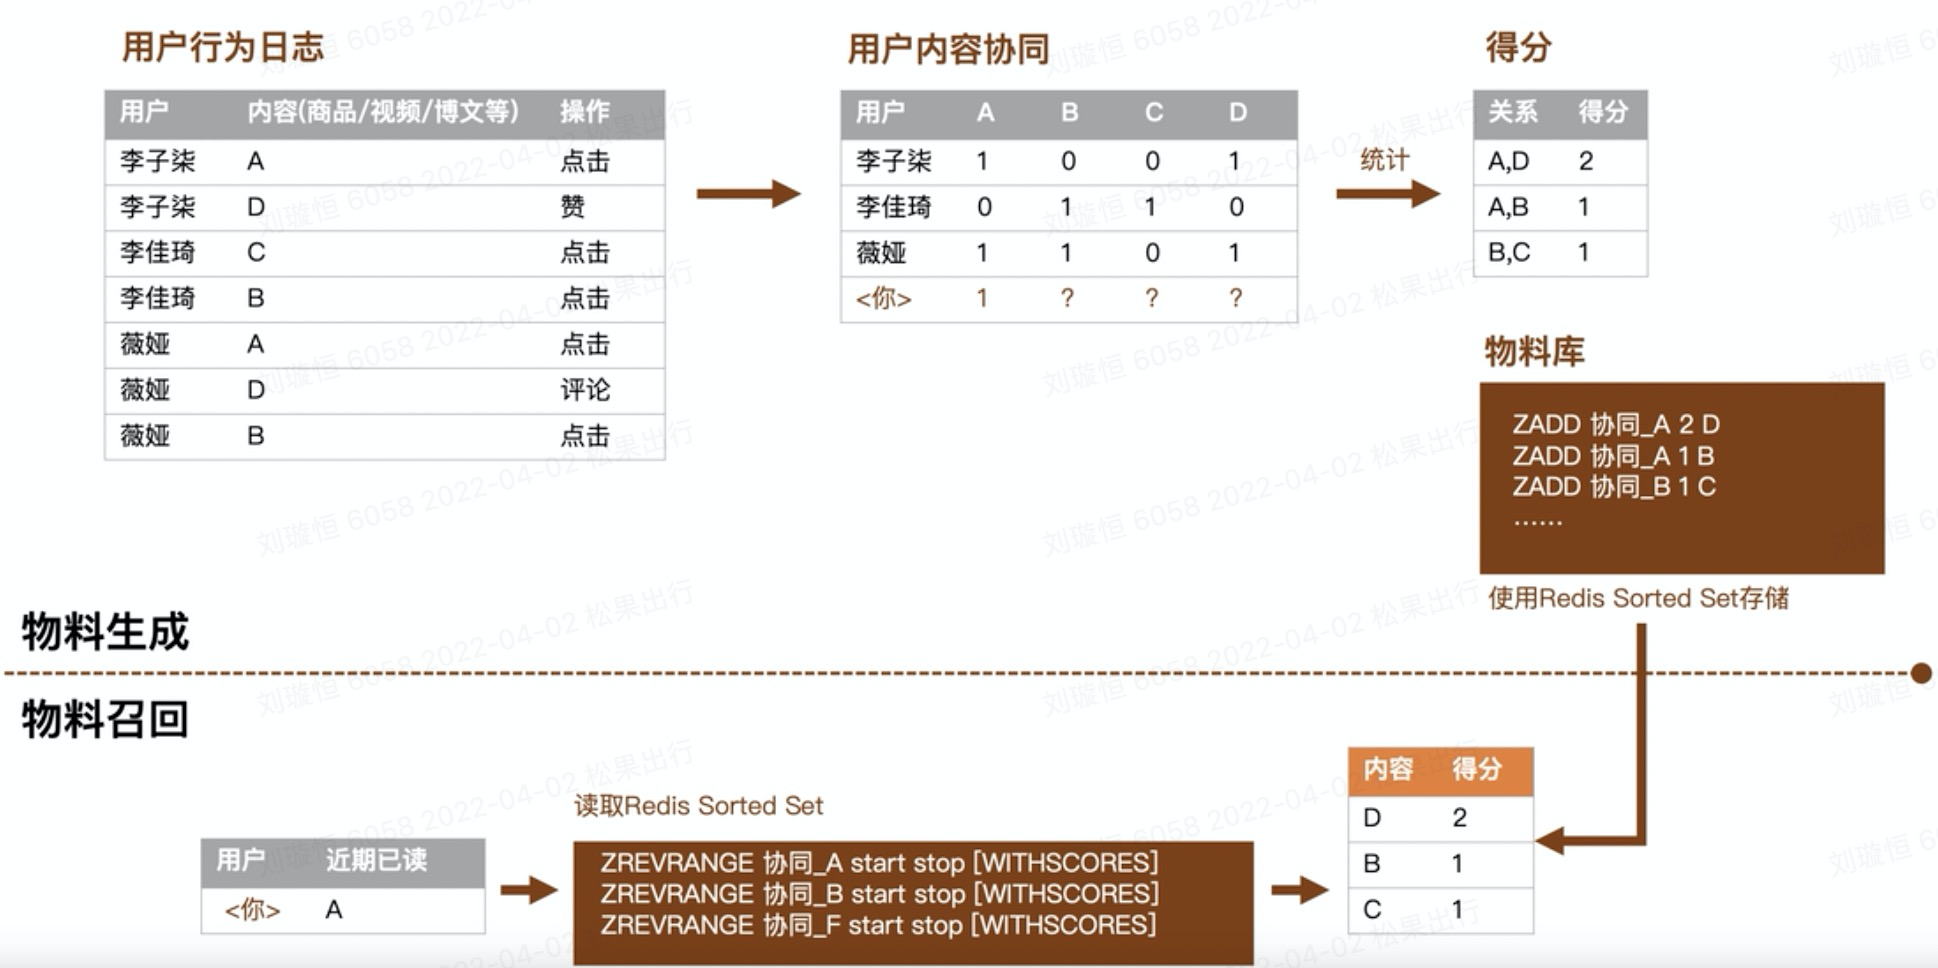 用户行为日志
用户 内容(商品/视频/博文等) 操作
李子柒 A 点击
李子柒 D 赞
李佳琦 C 点击
李佳琦 B 点击
薇娅 A 点击
薇娅 D 评论
薇娅 B 点击
用户内容协同
用户 A B C D
李子柒 1 0 0 1
李佳琦 0 1 1 0
薇娅 1 1 0 1
<你> 1 ? ? ?
统计
得分
关系 得分
A,D 2
A,B 1
B,C 1
物料库
ZADD 协同_A 2 D
ZADD 协同_A 1 B
ZADD 协同_B 1 C
......
使用Redis Sorted Set存储
物料生成
物料召回
用户 近期已读
<你> A
读取Redis Sorted Set
ZREVRANGE 协同_A start stop [WITHSCORES]
ZREVRANGE 协同_B start stop [WITHSCORES]
ZREVRANGE 协同_F start stop [WITHSCORES]
内容 得分
D 2
B 1
C 1
刘璇恒 6058 2022-04-02 松果出行